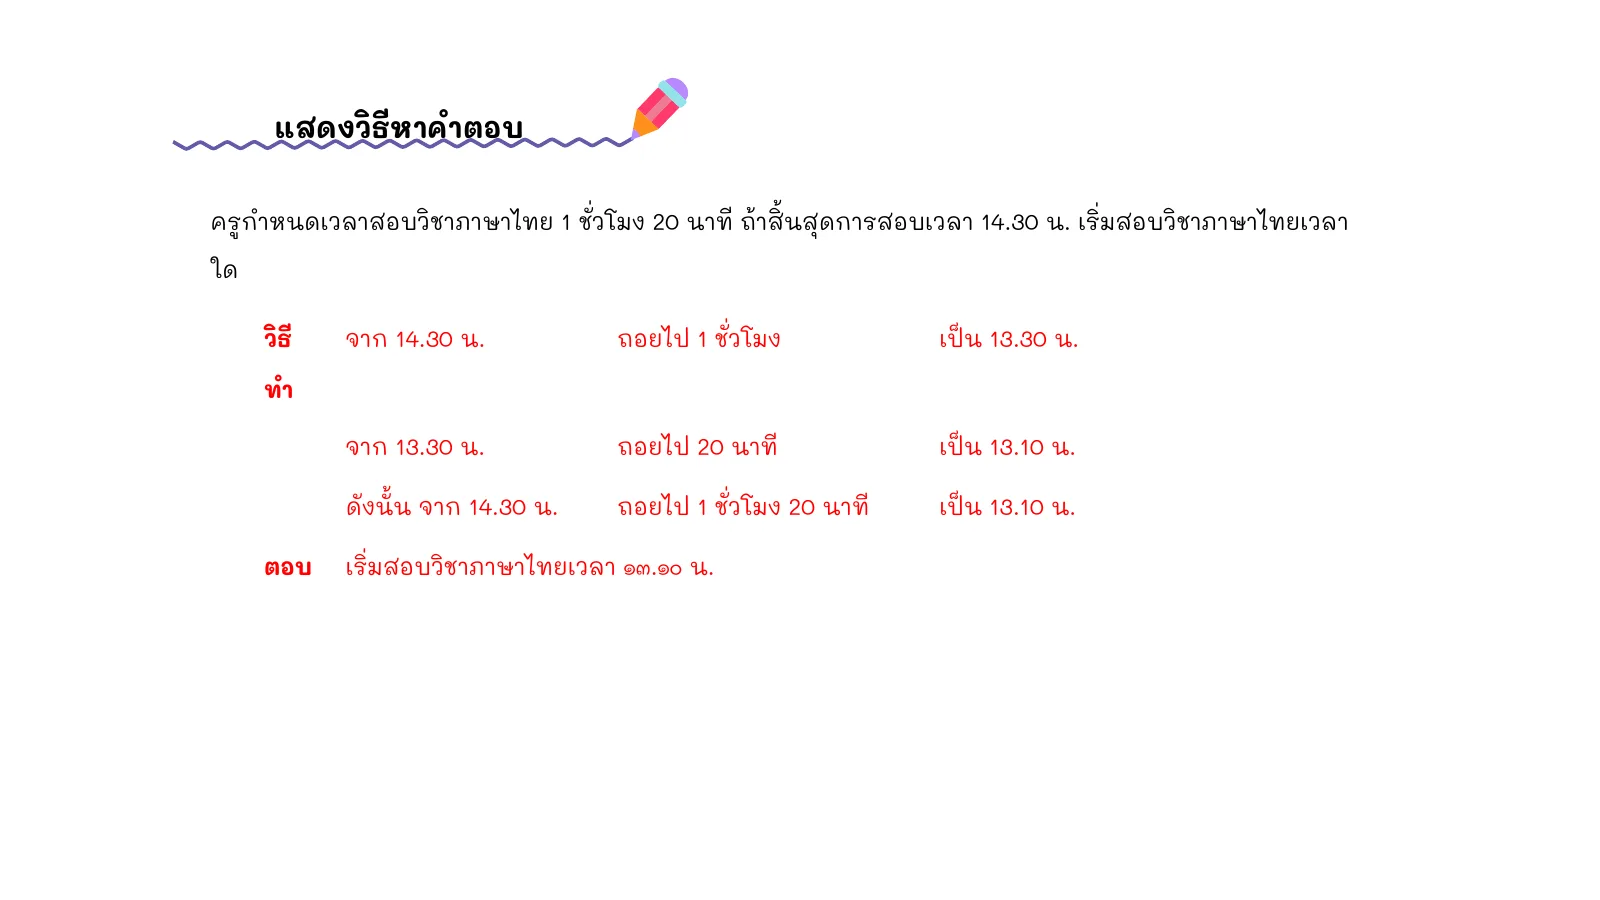 แสดงวิธีหาคำตอบ
ครูกำหนดเวลาสอบวิชาภาษาไทย 1 ชั่วโมง 20 นาที ถ้าสิ้นสุดการสอบเวลา 14.30 น. เริ่มสอบวิชาภาษาไทยเวลา
ใด
วิธี จาก 14.30 น. ถอยไป 1 ชั่วโมง เป็น 13.30 น.
ทำ
จาก 13.30 น. ถอยไป 20 นาที เป็น 13.10 น.
ดังนั้น จาก 14.30 น. ถอยไป 1 ชั่วโมง 20 นาที เป็น 13.10 น.
ตอบ เริ่มสอบวิชาภาษาไทยเวลา ๑๓.๑๐ น.